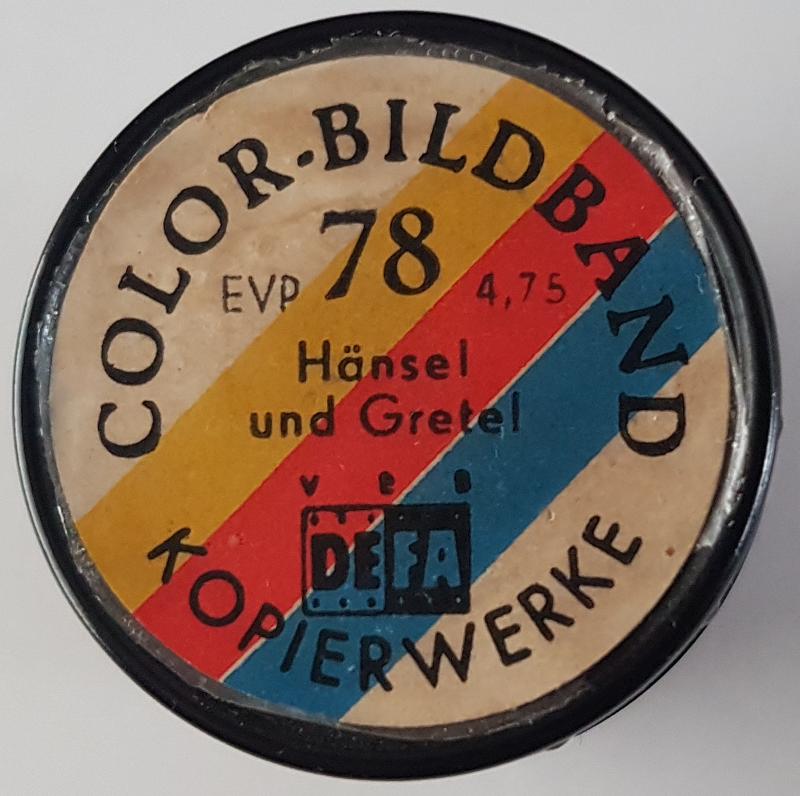 COLOR-BILDBAND
78
EVP 4,75
Hänsel
und Gretel
VEB
DEFA
KOPIERWERKE